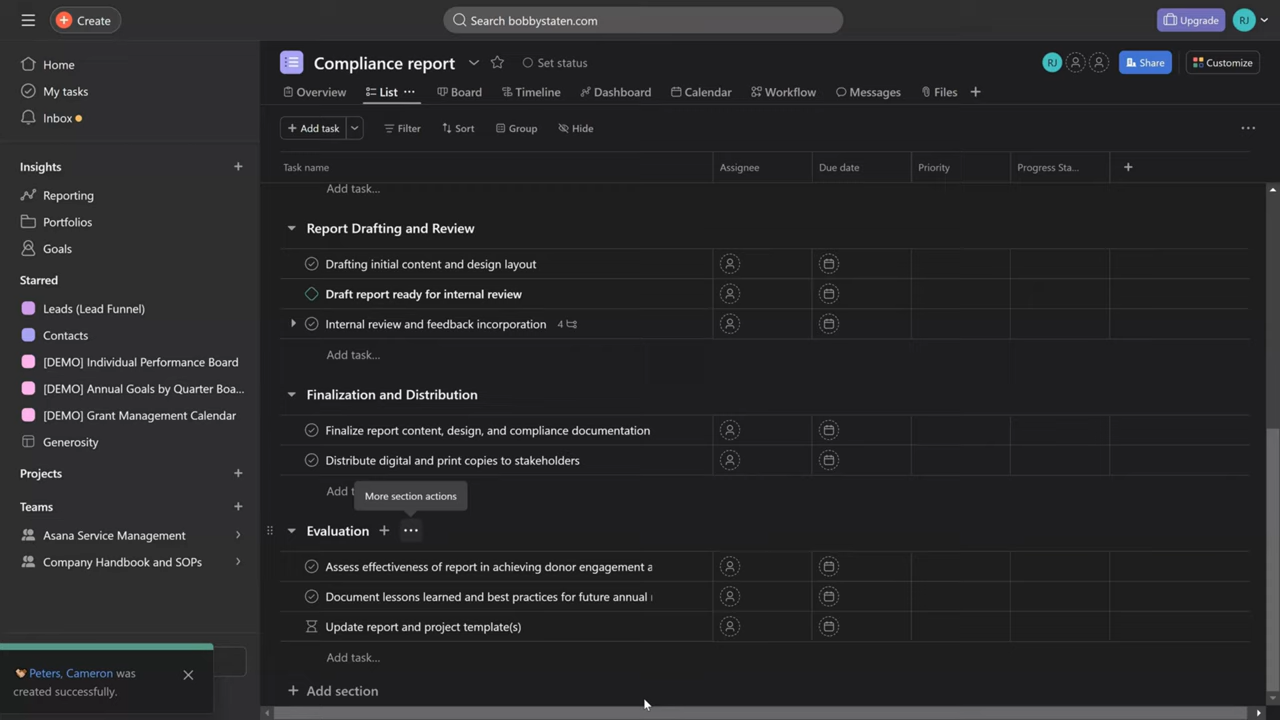 Create
Search bobbystaten.com
Upgrade
RJ
Home
My tasks
Inbox
Insights
Reporting
Portfolios
Goals
Starred
Leads (Lead Funnel)
Contacts
[DEMO] Individual Performance Board
[DEMO] Annual Goals by Quarter Boa...
[DEMO] Grant Management Calendar
Generosity
Projects
Teams
Asana Service Management
Company Handbook and SOPs
Peters, Cameron was
created successfully.
Compliance report
Set status
RJ
Share
Customize
Overview List Board Timeline Dashboard Calendar Workflow Messages Files
Add task Filter Sort Group Hide
Task name Assignee Due date Priority Progress Sta...
Add task...
Report Drafting and Review
Drafting initial content and design layout
Draft report ready for internal review
Internal review and feedback incorporation 4
Add task...
Finalization and Distribution
Finalize report content, design, and compliance documentation
Distribute digital and print copies to stakeholders
Add t
More section actions
Evaluation
Assess effectiveness of report in achieving donor engagement a
Document lessons learned and best practices for future annual
Update report and project template(s)
Add task...
Add section